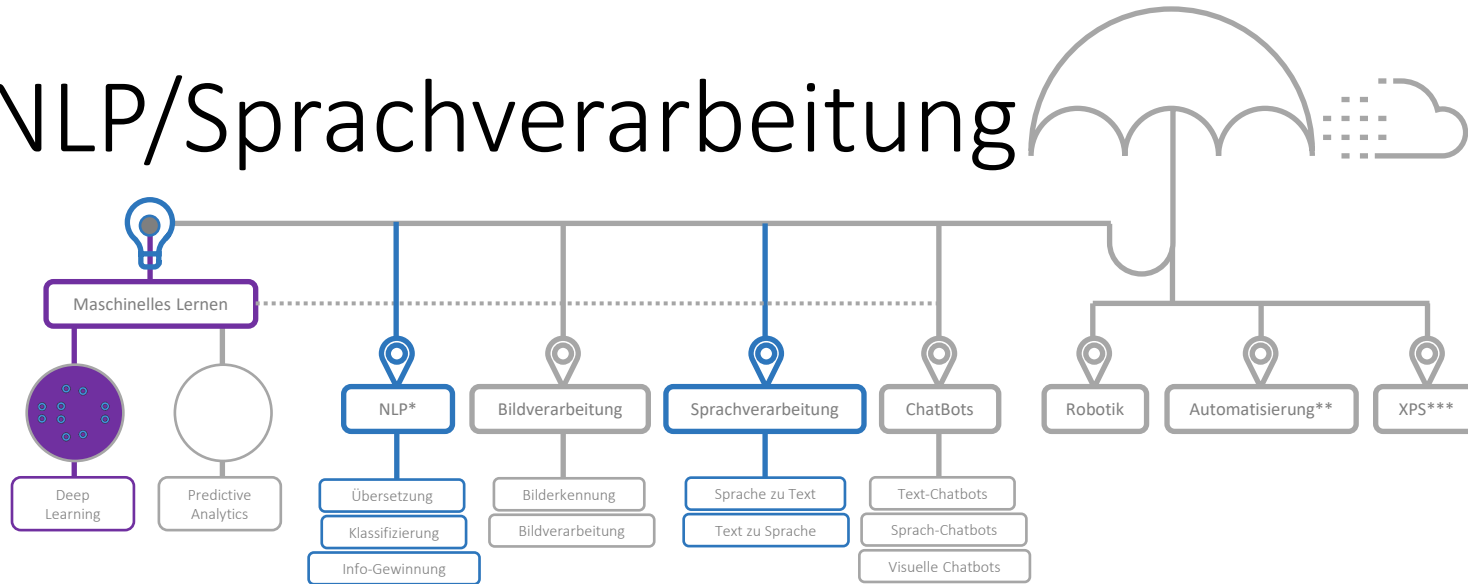 NLP/Sprachverarbeitung
Maschinelles Lernen
NLP*
Bildverarbeitung
Sprachverarbeitung
ChatBots
Robotik
Automatisierung**
XPS***
Deep
Learning
Predictive
Analytics
Übersetzung
Klassifizierung
Info-Gewinnung
Bilderkennung
Bildverarbeitung
Sprache zu Text
Text zu Sprache
Text-Chatbots
Sprach-Chatbots
Visuelle Chatbots